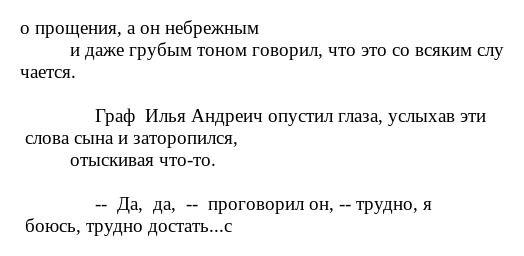 о прощения, а он небрежным
и даже грубым тоном говорил, что это со всяким слу
чается.
Граф  Илья Андреич опустил глаза, услыхав эти
слова сына и заторопился,
отыскивая что-то.
--  Да,  да,  --  проговорил он, -- трудно, я
боюсь, трудно достать...с